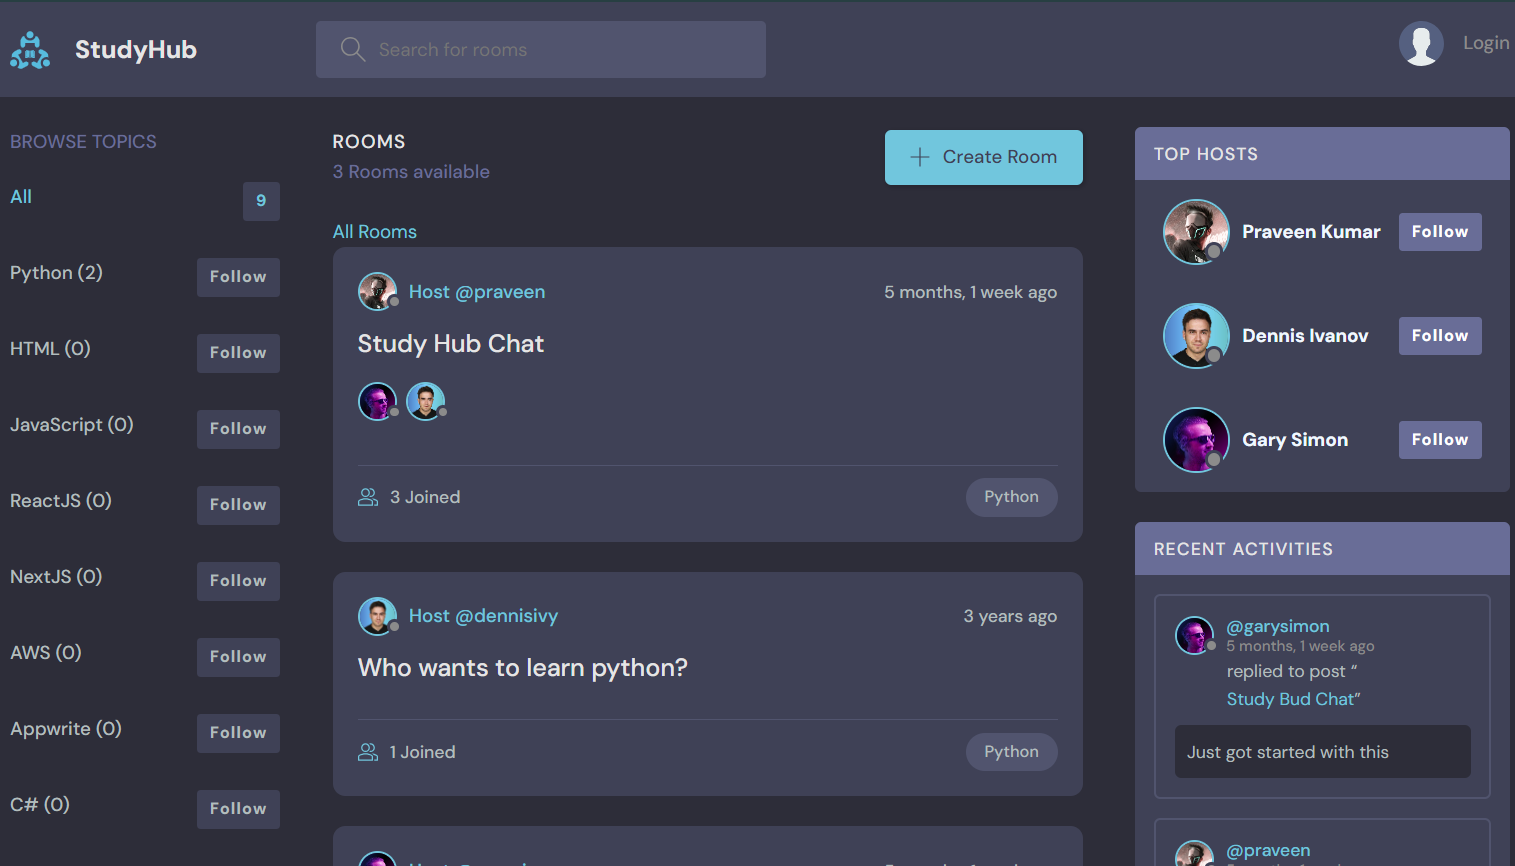 StudyHub
Search for rooms
Login
BROWSE TOPICS
All
9
Python (2)
Follow
HTML (0)
Follow
JavaScript (0)
Follow
ReactJS (0)
Follow
NextJS (0)
Follow
AWS (0)
Follow
Appwrite (0)
Follow
C# (0)
Follow
ROOMS
3 Rooms available
Create Room
All Rooms
Host @praveen
5 months, 1 week ago
Study Hub Chat
3 Joined
Python
Host @dennisivy
3 years ago
Who wants to learn python?
1 Joined
Python
TOP HOSTS
Praveen Kumar
Follow
Dennis Ivanov
Follow
Gary Simon
Follow
RECENT ACTIVITIES
@garysimon
5 months, 1 week ago
replied to post “
Study Bud Chat”
Just got started with this
@praveen